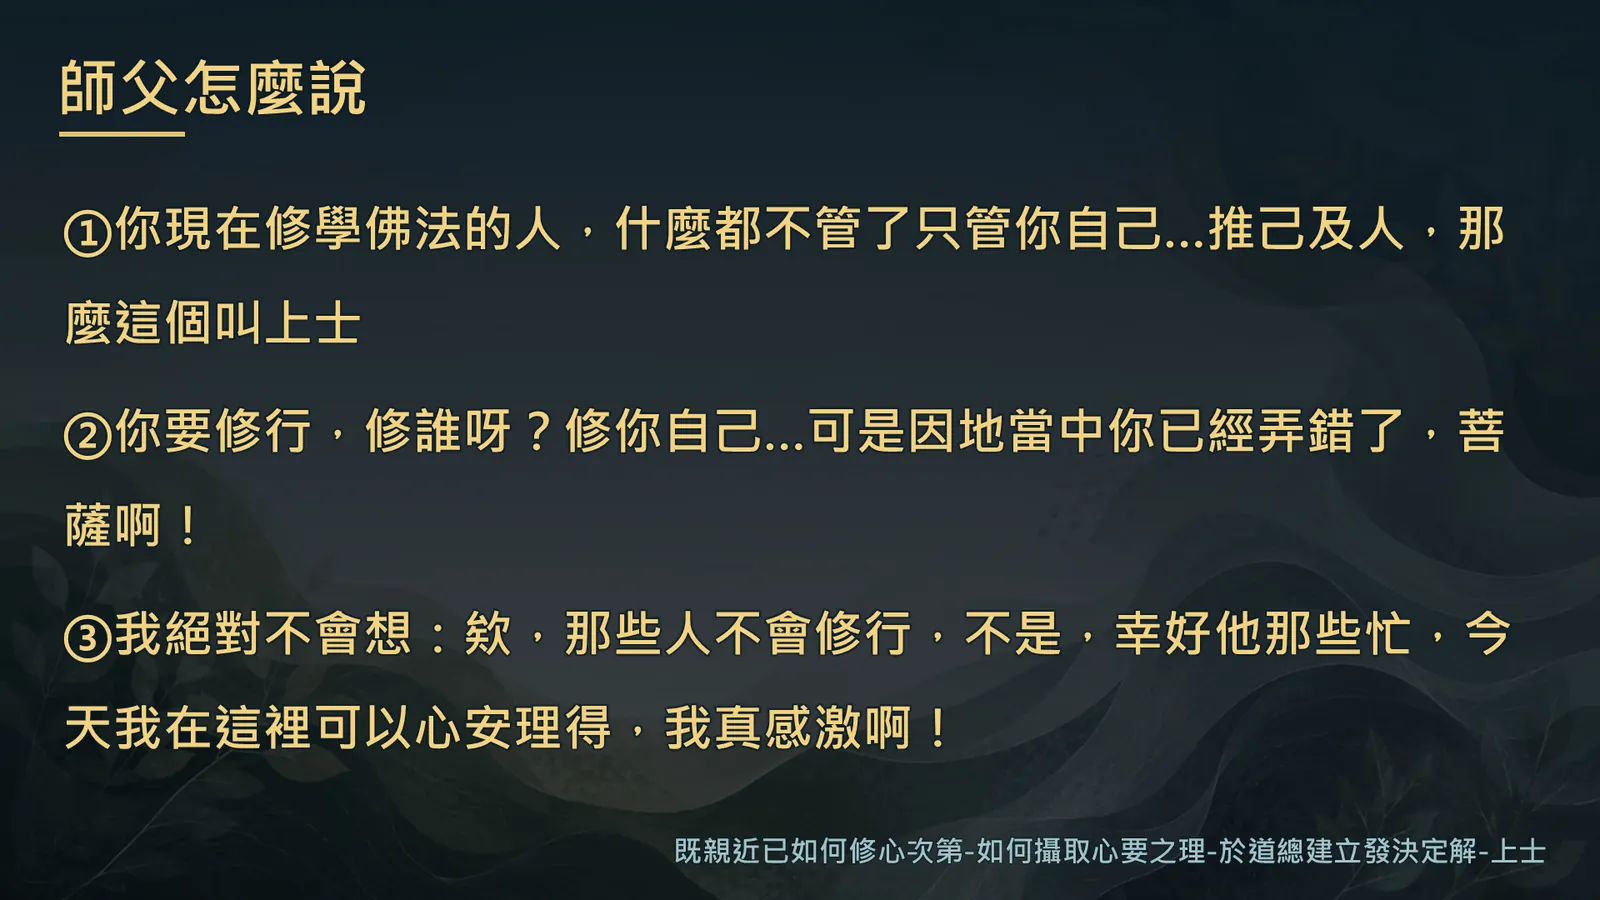 師父怎麼說
①你現在修學佛法的人，什麼都不管了只管你自己...推己及人，那
麼這個叫上士
②你要修行，修誰呀？修你自己...可是因地當中你已經弄錯了，菩
薩啊！
③我絕對不會想：欸，那些人不會修行，不是，幸好他那些忙，今
天我在這裡可以心安理得，我真感激啊！
既親近已如何修心次第-如何攝取心要之理-於道總建立發決定解-上士